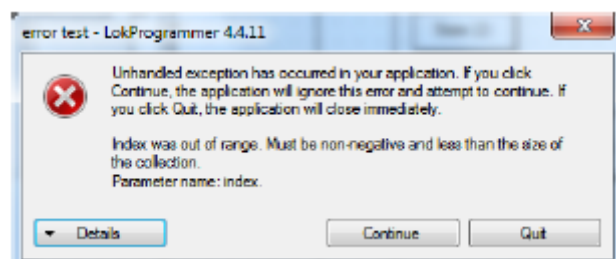 error test - LokProgrammer 4.4.11
Unhandled exception has occurred in your application. If you click
Continue, the application will ignore this error and attempt to continue. If
you click Quit, the application will close immediately.
Index was out of range. Must be non-negative and less than the size of
the collection.
Parameter name: index.
Details
Continue
Quit